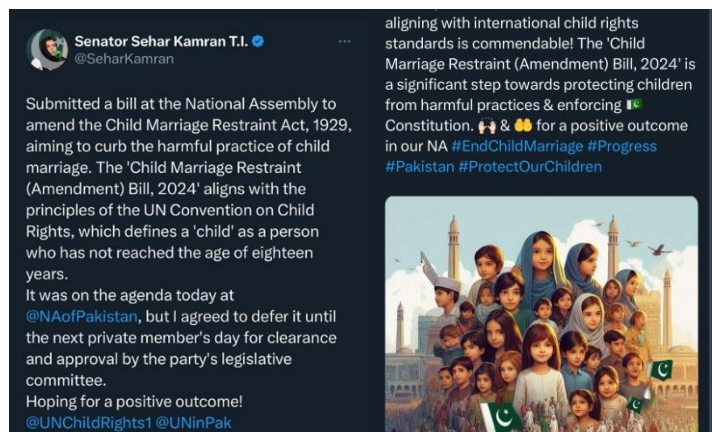 Senator Sehar Kamran T.I.
@SeharKamran
Submitted a bill at the National Assembly to
amend the Child Marriage Restraint Act, 1929,
aiming to curb the harmful practice of child
marriage. The 'Child Marriage Restraint
(Amendment) Bill, 2024' aligns with the
principles of the UN Convention on Child
Rights, which defines a 'child' as a person
who has not reached the age of eighteen
years.
It was on the agenda today at
@NAofPakistan, but I agreed to defer it until
the next private member's day for clearance
and approval by the party's legislative
committee.
Hoping for a positive outcome!
@UNChildRights1 @UNinPak
aligning with international child rights
standards is commendable! The 'Child
Marriage Restraint (Amendment) Bill, 2024' is
a significant step towards protecting children
from harmful practices & enforcing 🇵🇰
Constitution. 🙌🏻 & 🤲 for a positive outcome
in our NA #EndChildMarriage #Progress
#Pakistan #ProtectOurChildren